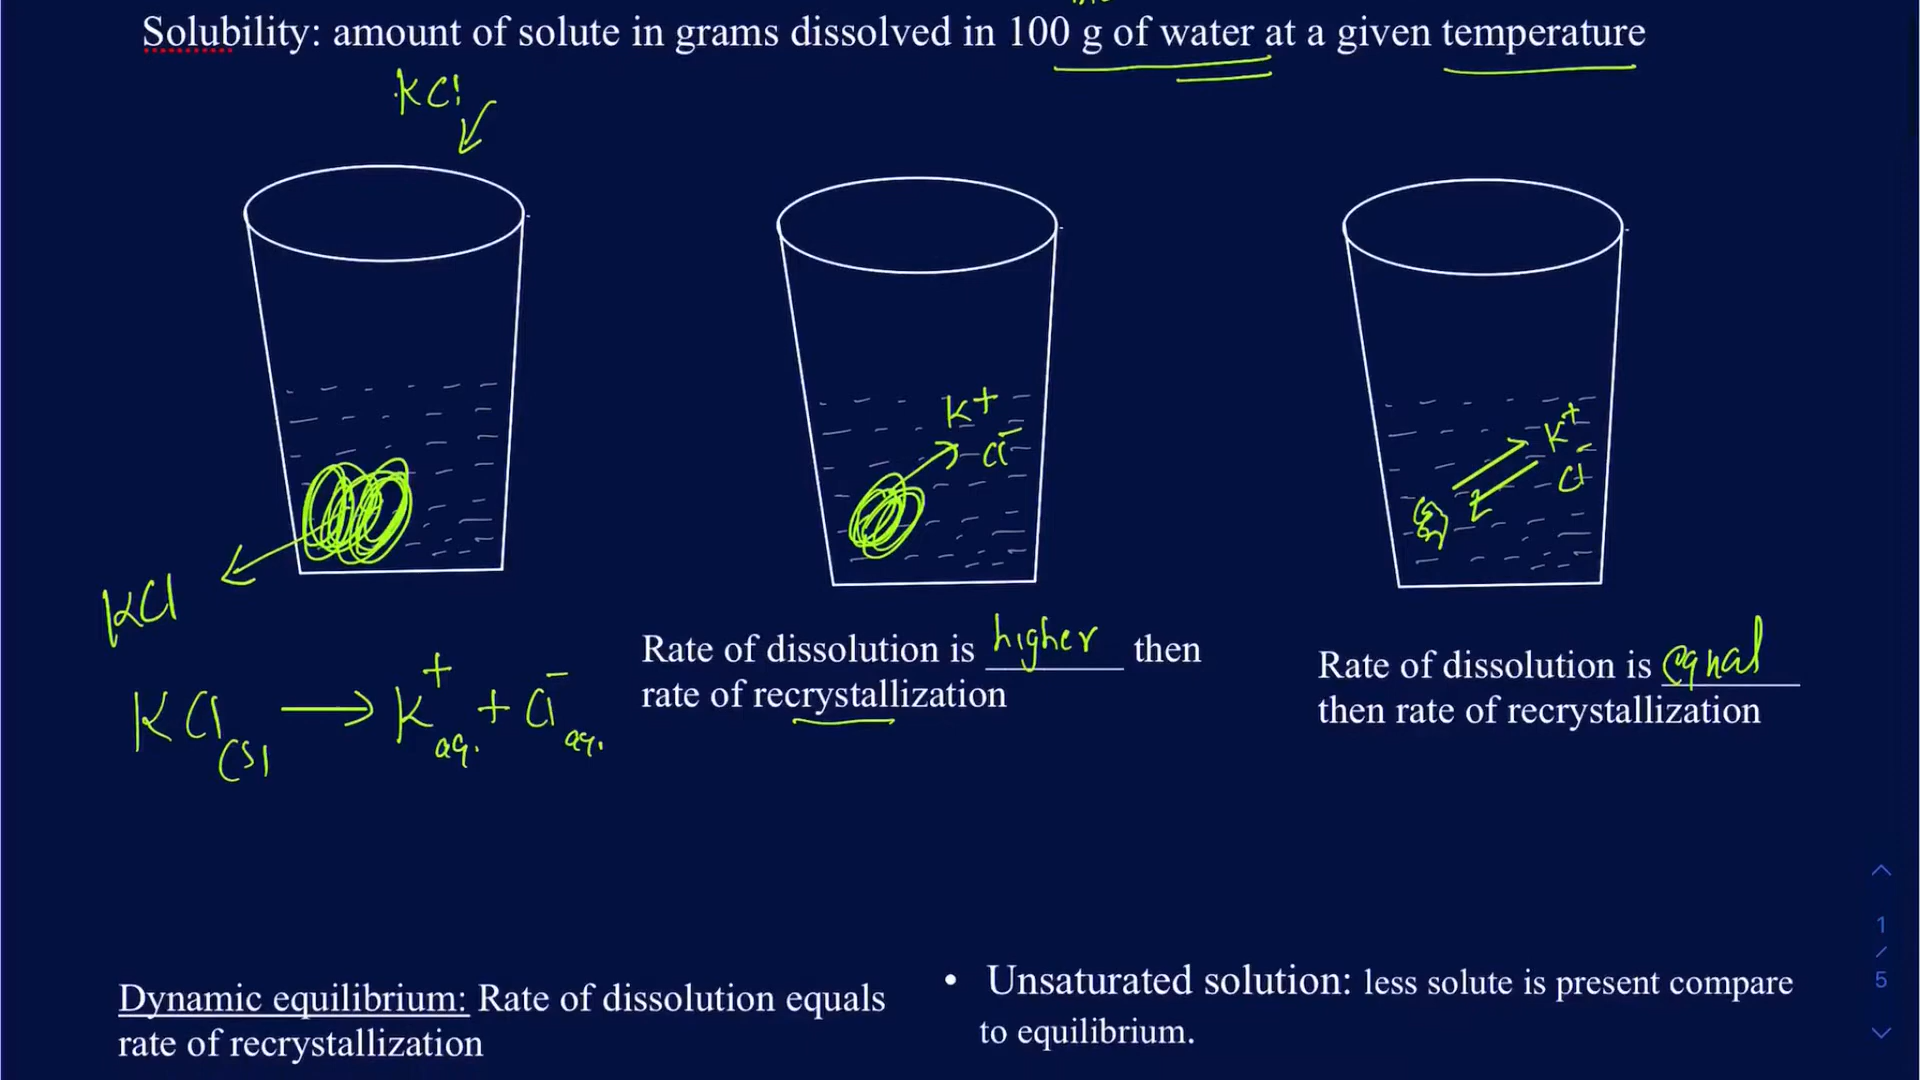 Solubility: amount of solute in grams dissolved in 100 g of water at a given temperature
KCl
KCl
KCl(s) ⟶ K+aq. + Cl-aq.
K+
Cl-
Rate of dissolution is higher then
rate of recrystallization
K+
Cl-
Rate of dissolution is equal
then rate of recrystallization
Dynamic equilibrium: Rate of dissolution equals
rate of recrystallization
• Unsaturated solution: less solute is present compare
to equilibrium.
1
/
5